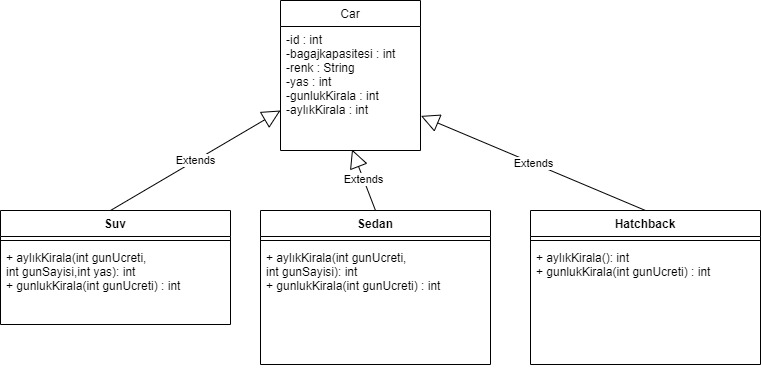 Car
-id : int
-bagajkapasitesi : int
-renk : String
-yas : int
-gunlukKirala : int
-aylıkKirala : int
Extends
Extends
Extends
Suv
+ aylıkKirala(int gunUcreti,
int gunSayisi,int yas): int
+ gunlukKirala(int gunUcreti) : int
Sedan
+ aylıkKirala(int gunUcreti,
int gunSayisi): int
+ gunlukKirala(int gunUcreti) : int
Hatchback
+ aylıkKirala(): int
+ gunlukKirala(int gunUcreti) : int